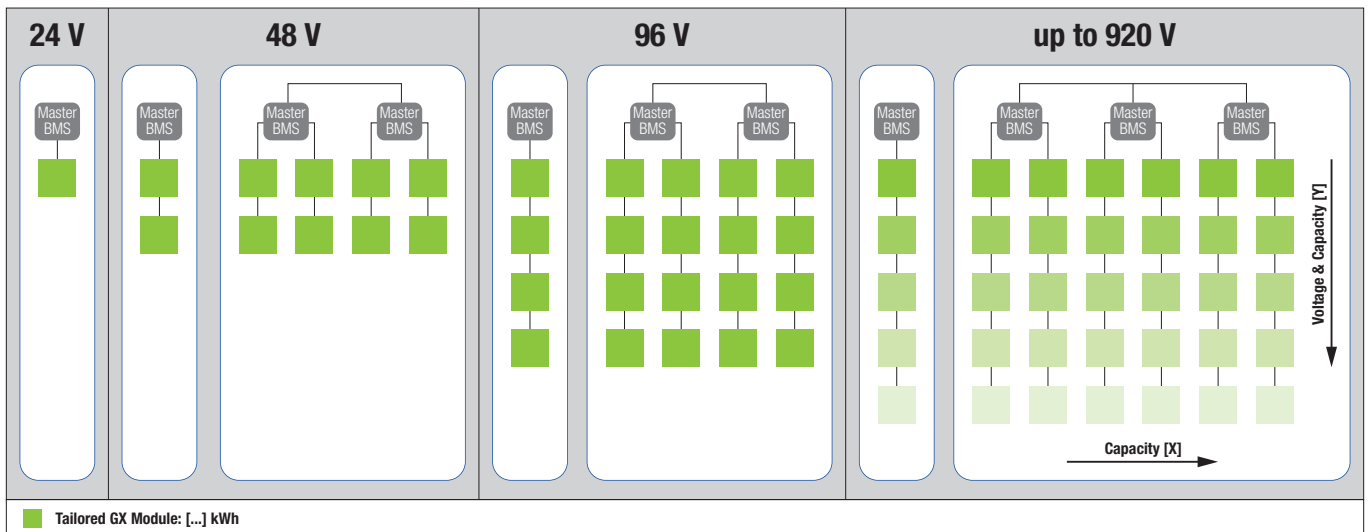 24 V
48 V
96 V
up to 920 V
Master
BMS
Master
BMS
Master
BMS
Master
BMS
Master
BMS
Master
BMS
Master
BMS
Master
BMS
Master
BMS
Master
BMS
Master
BMS
Voltage & Capacity [Y]
Capacity [X]
Tailored GX Module: [...] kWh